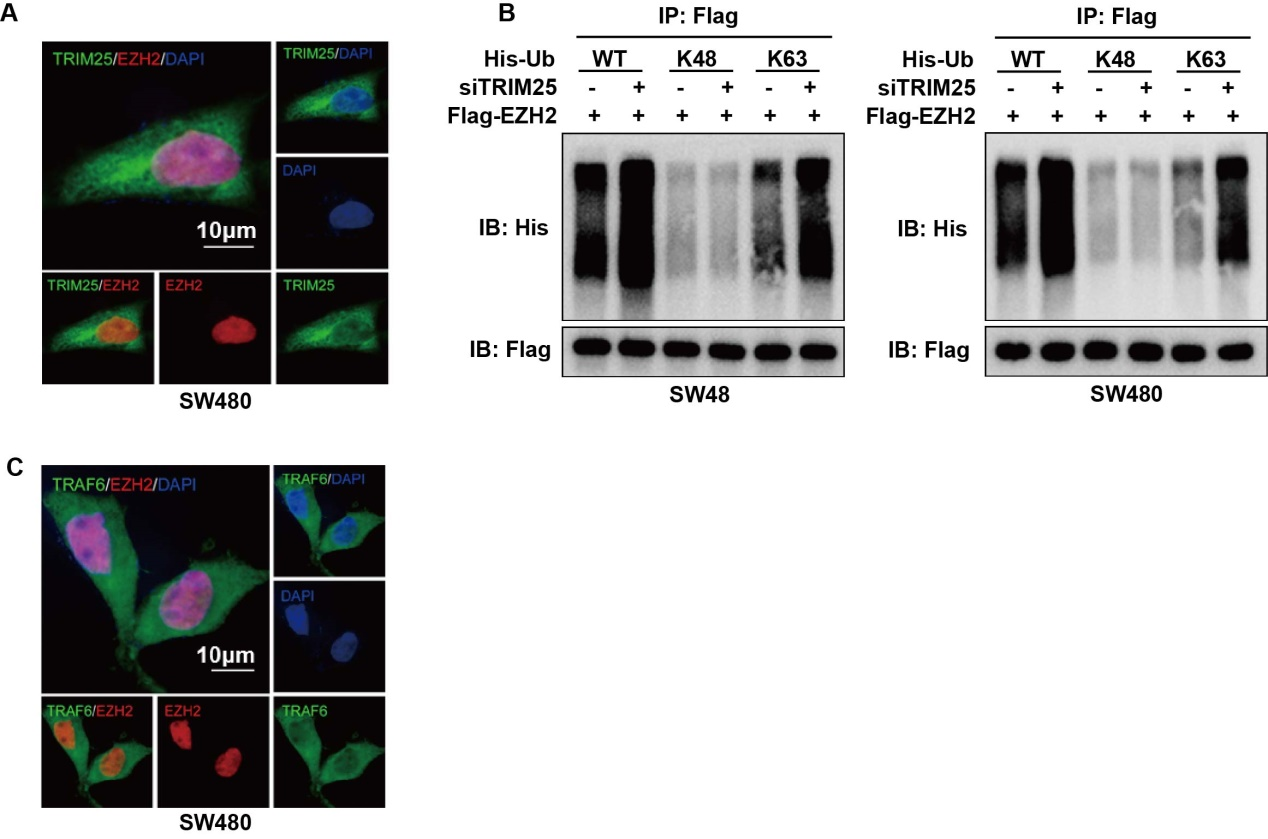 A
TRIM25/EZH2/DAPI
10μm
TRIM25/DAPI
DAPI
TRIM25/EZH2
EZH2
TRIM25
SW480
B
IP: Flag
His-Ub WT K48 K63
siTRIM25 - + - + - +
Flag-EZH2 + + + + + +
IB: His
IB: Flag
SW48
IP: Flag
His-Ub WT K48 K63
siTRIM25 - + - + - +
Flag-EZH2 + + + + + +
IB: His
IB: Flag
SW480
C
TRAF6/EZH2/DAPI
10μm
TRAF6/DAPI
DAPI
TRAF6/EZH2
EZH2
TRAF6
SW480